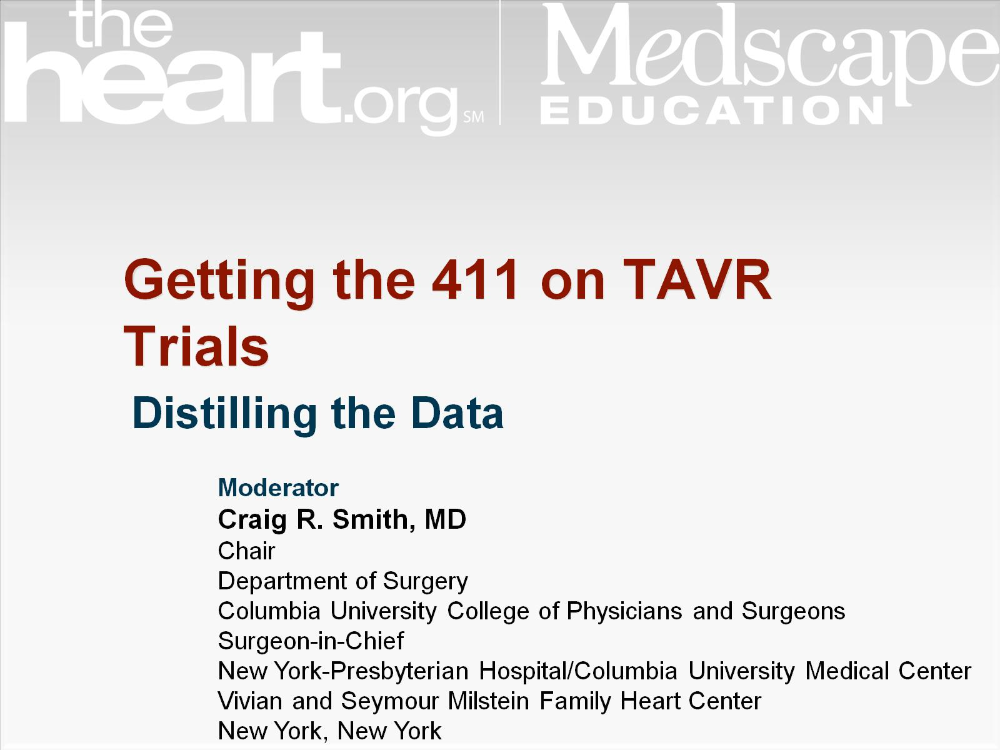 the
heart.org SM
Medscape
EDUCATION
Getting the 411 on TAVR
Trials
Distilling the Data
Moderator
Craig R. Smith, MD
Chair
Department of Surgery
Columbia University College of Physicians and Surgeons
Surgeon-in-Chief
New York-Presbyterian Hospital/Columbia University Medical Center
Vivian and Seymour Milstein Family Heart Center
New York, New York